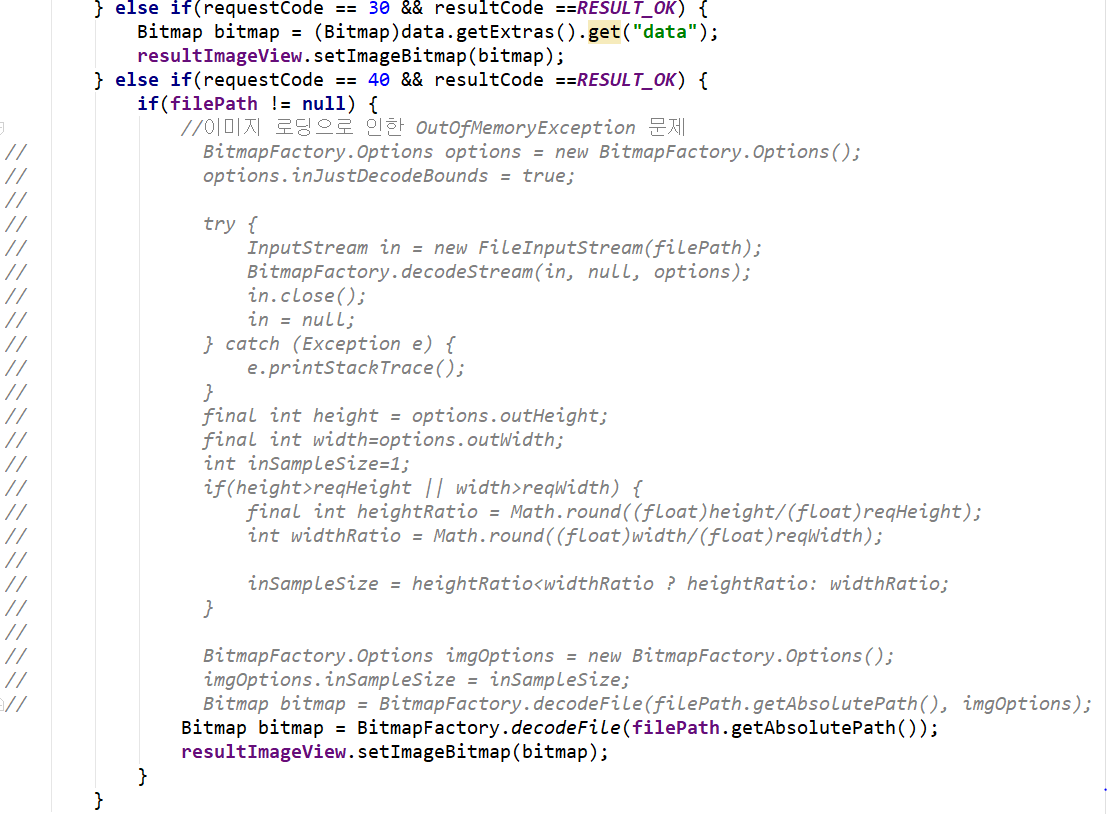 } else if(requestCode == 30 && resultCode ==RESULT_OK) {
Bitmap bitmap = (Bitmap)data.getExtras().get("data");
resultImageView.setImageBitmap(bitmap);
} else if(requestCode == 40 && resultCode ==RESULT_OK) {
if(filePath != null) {
//이미지 로딩으로 인한 OutOfMemoryException 문제
// BitmapFactory.Options options = new BitmapFactory.Options();
// options.inJustDecodeBounds = true;
//
// try {
// InputStream in = new FileInputStream(filePath);
// BitmapFactory.decodeStream(in, null, options);
// in.close();
// in = null;
// } catch (Exception e) {
// e.printStackTrace();
// }
// final int height = options.outHeight;
// final int width=options.outWidth;
// int inSampleSize=1;
// if(height>reqHeight || width>reqWidth) {
// final int heightRatio = Math.round((float)height/(float)reqHeight);
// int widthRatio = Math.round((float)width/(float)reqWidth);
//
// inSampleSize = heightRatio<widthRatio ? heightRatio: widthRatio;
// }
//
// BitmapFactory.Options imgOptions = new BitmapFactory.Options();
// imgOptions.inSampleSize = inSampleSize;
// Bitmap bitmap = BitmapFactory.decodeFile(filePath.getAbsolutePath(), imgOptions);
Bitmap bitmap = BitmapFactory.decodeFile(filePath.getAbsolutePath());
resultImageView.setImageBitmap(bitmap);
}
}